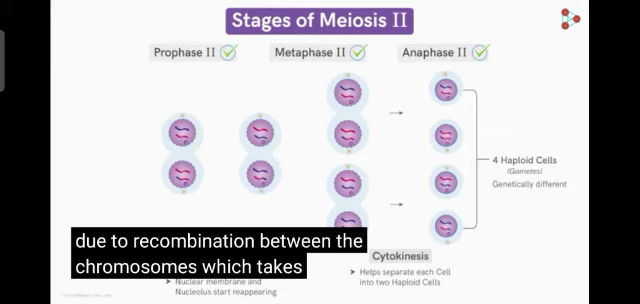 Stages of Meiosis II
Prophase II
Metaphase II
Anaphase II
4 Haploid Cells
(Gametes)
Genetically different
due to recombination between the
chromosomes which takes
Cytokinesis
Nuclear membrane and
Nucleolus start reappearing
Helps separate each Cell
into two Haploid Cells